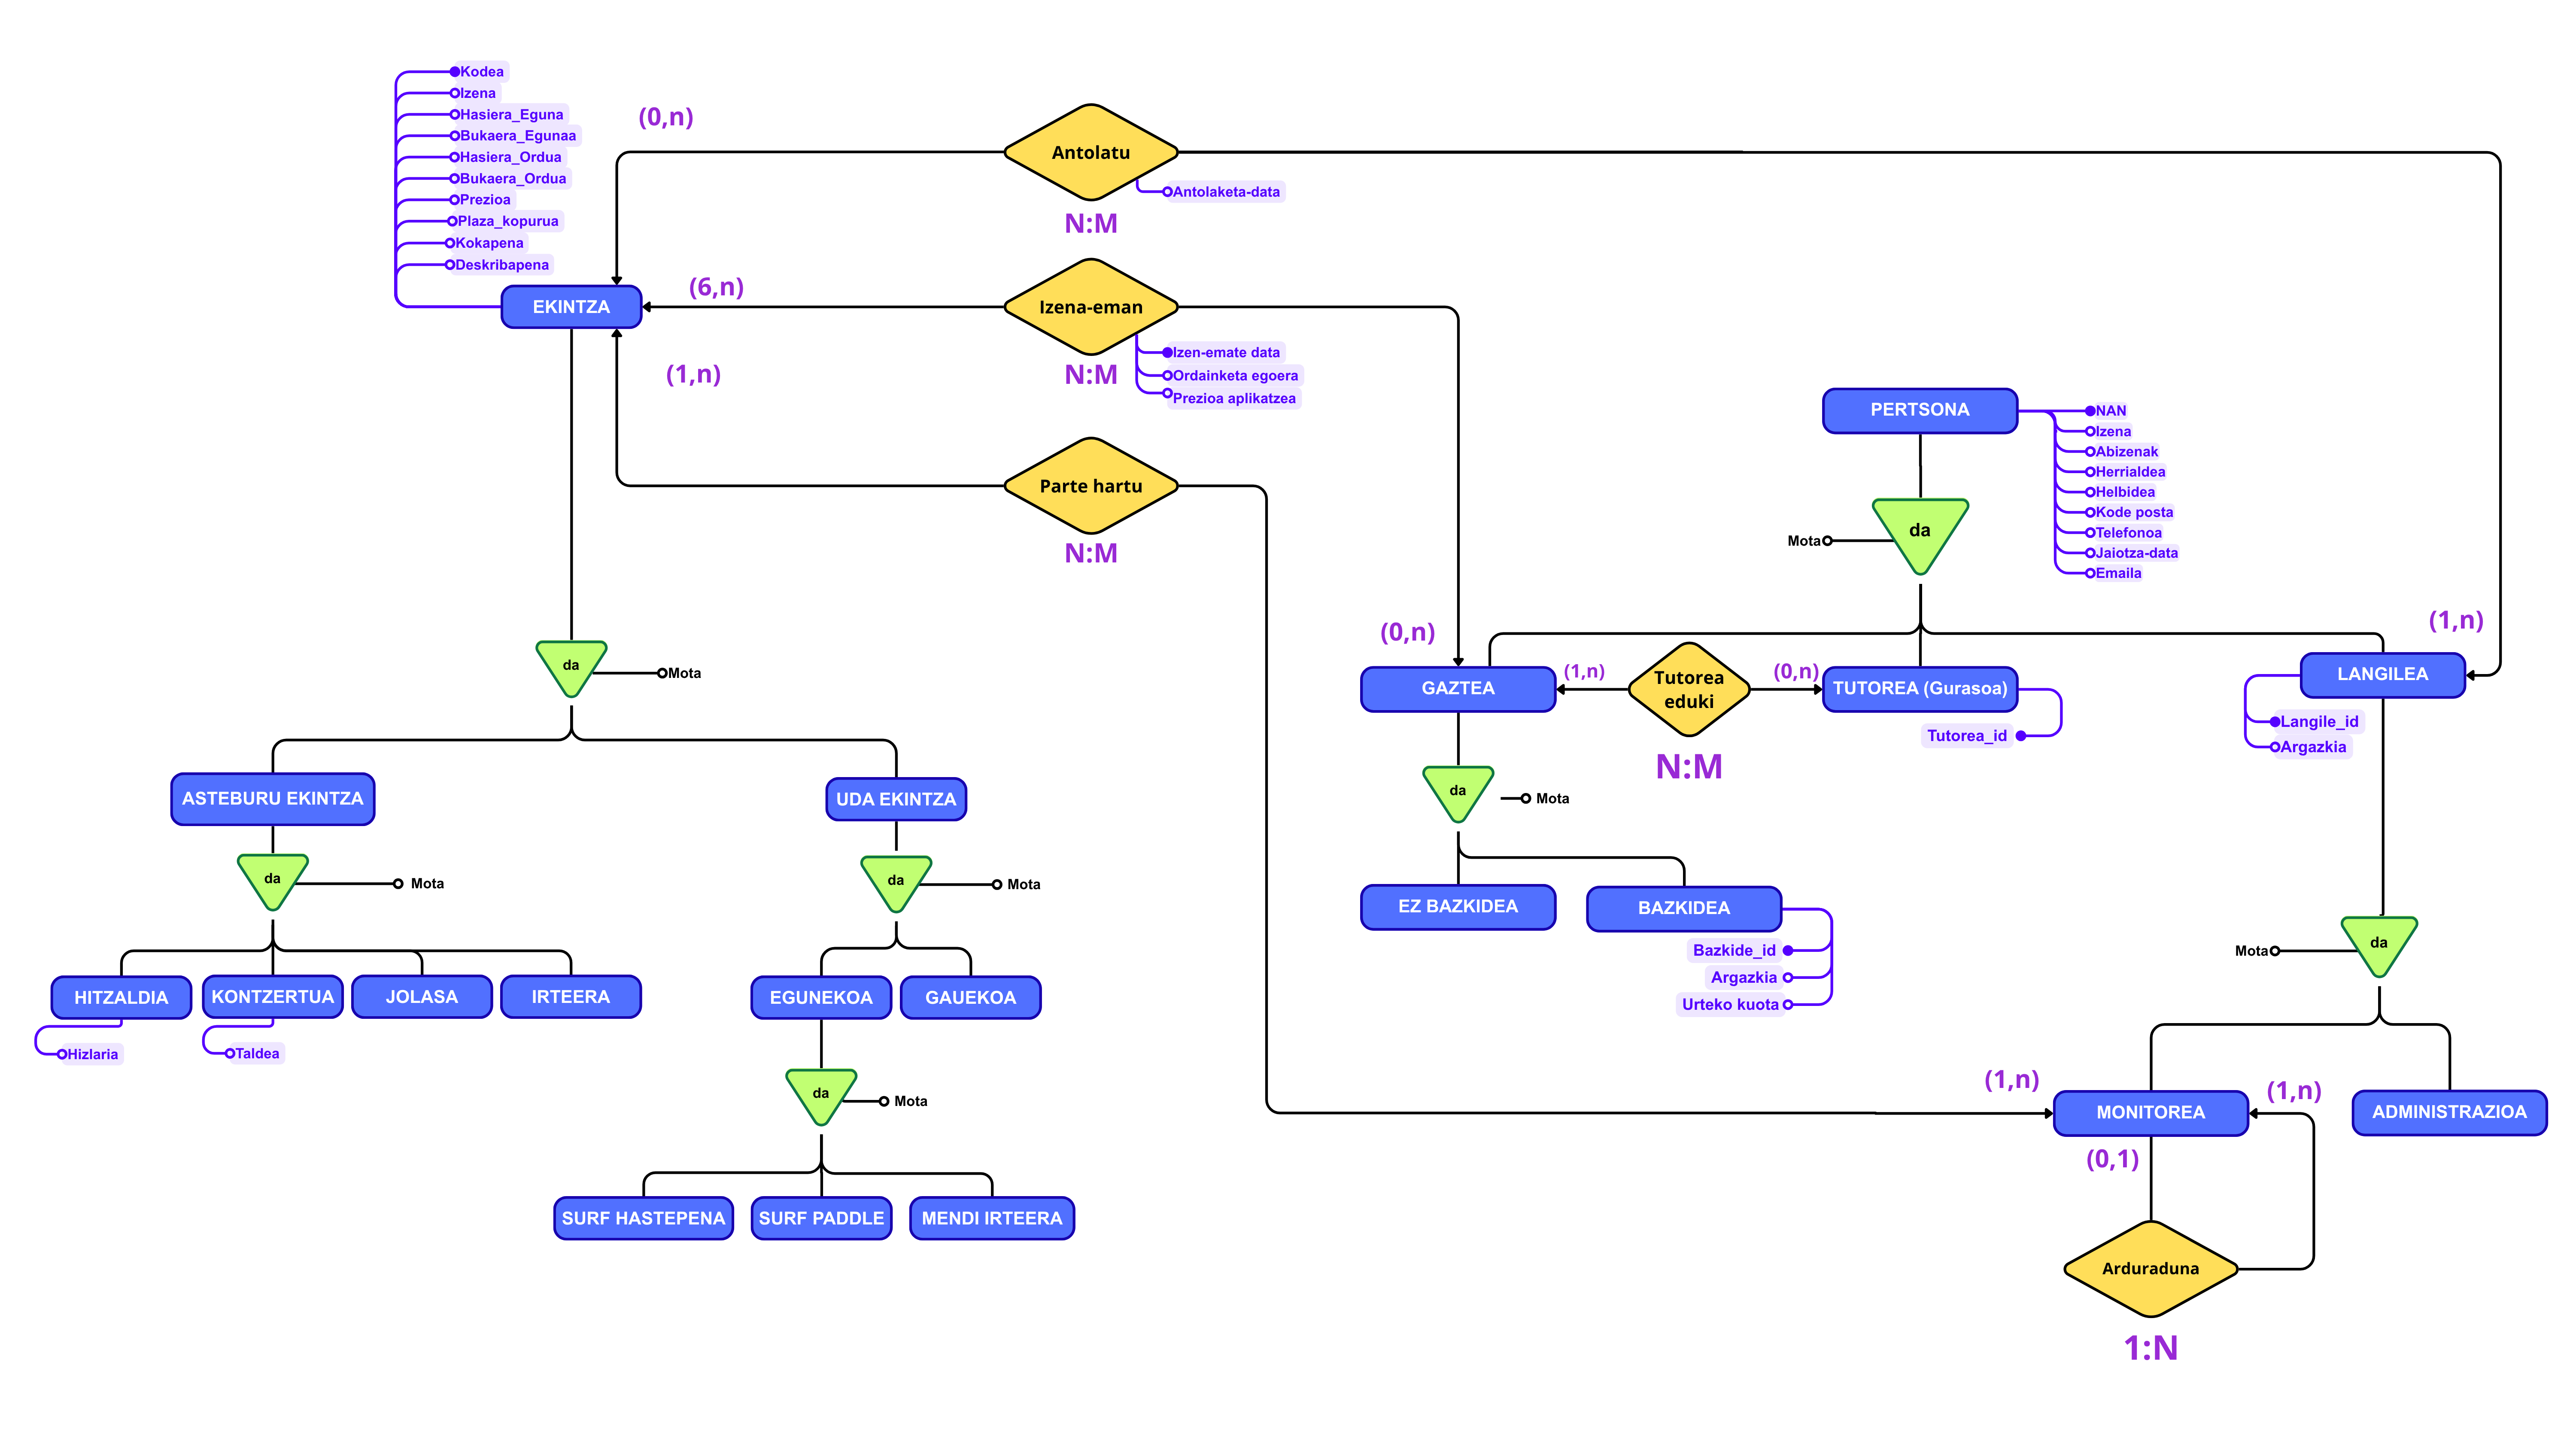 Kodea
Izena
Hasiera_Eguna
Bukaera_Egunaa
Hasiera_Ordua
Bukaera_Ordua
Prezioa
Plaza_kopurua
Kokapena
Deskribapena
EKINTZA
(0,n)
Antolatu
Antolaketa-data
N:M
(6,n)
Izena-eman
Izen-emate data
Ordainketa egoera
Prezioa aplikatzea
N:M
(1,n)
Parte hartu
N:M
PERTSONA
NAN
Izena
Abizenak
Herrialdea
Helbidea
Kode posta
Telefonoa
Jaiotza-data
Emaila
da
Mota
(0,n)
GAZTEA
(1,n)
Tutorea
eduki
(0,n)
N:M
TUTOREA (Gurasoa)
Tutorea_id
(1,n)
LANGILEA
Langile_id
Argazkia
da
Mota
ASTEBURU EKINTZA
UDA EKINTZA
da
Mota
da
Mota
HITZALDIA
KONTZERTUA
JOLASA
IRTEERA
Hizlaria
Taldea
EGUNEKOA
GAUEKOA
da
Mota
SURF HASTEPENA
SURF PADDLE
MENDI IRTEERA
da
Mota
EZ BAZKIDEA
BAZKIDEA
Bazkide_id
Argazkia
Urteko kuota
da
Mota
(1,n)
MONITOREA
(1,n)
ADMINISTRAZIOA
(0,1)
Arduraduna
1:N